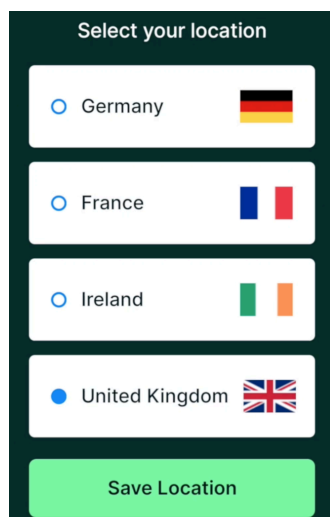 Select your location
Germany
France
Ireland
United Kingdom
Save Location